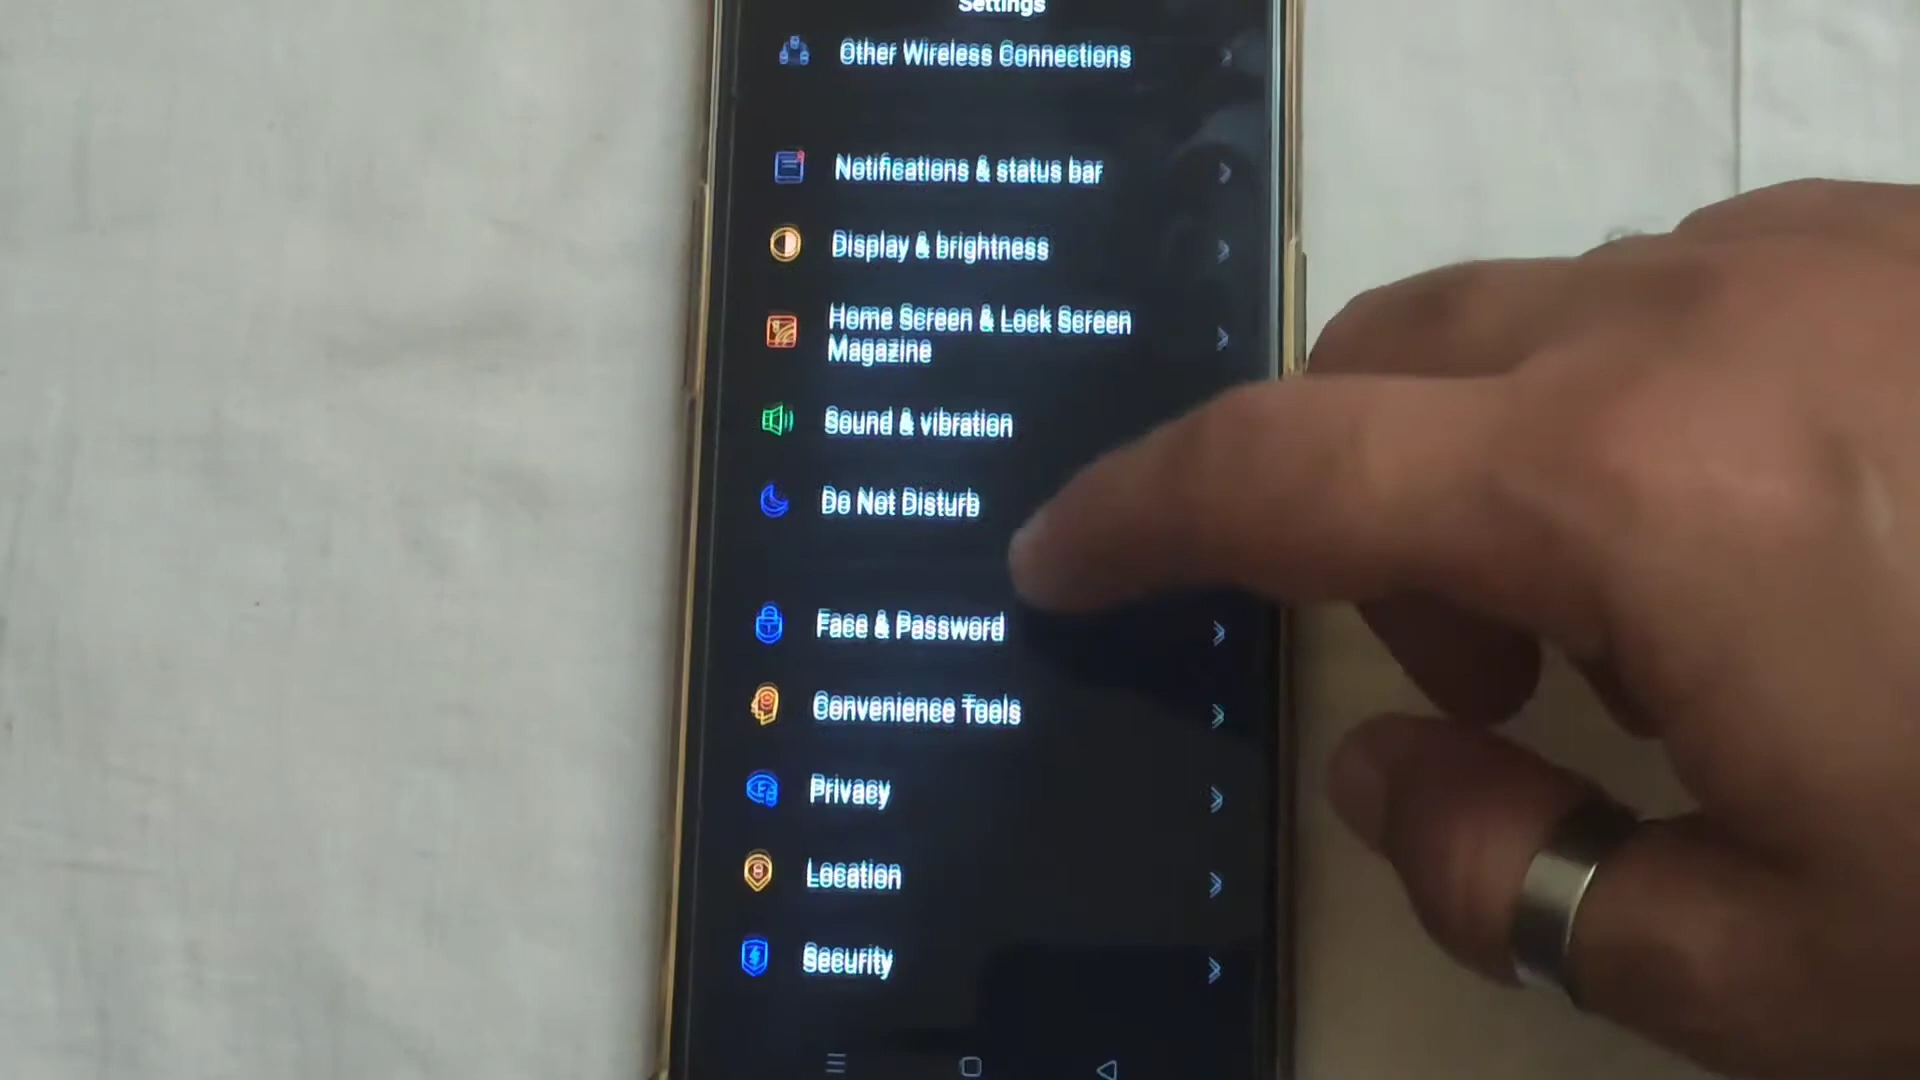 Settings
Other Wireless Connections
Notifications & status bar
Display & brightness
Home Screen & Lock Screen
Magazine
Sound & vibration
Do Not Disturb
Face & Password
Convenience Tools
Privacy
Location
Security